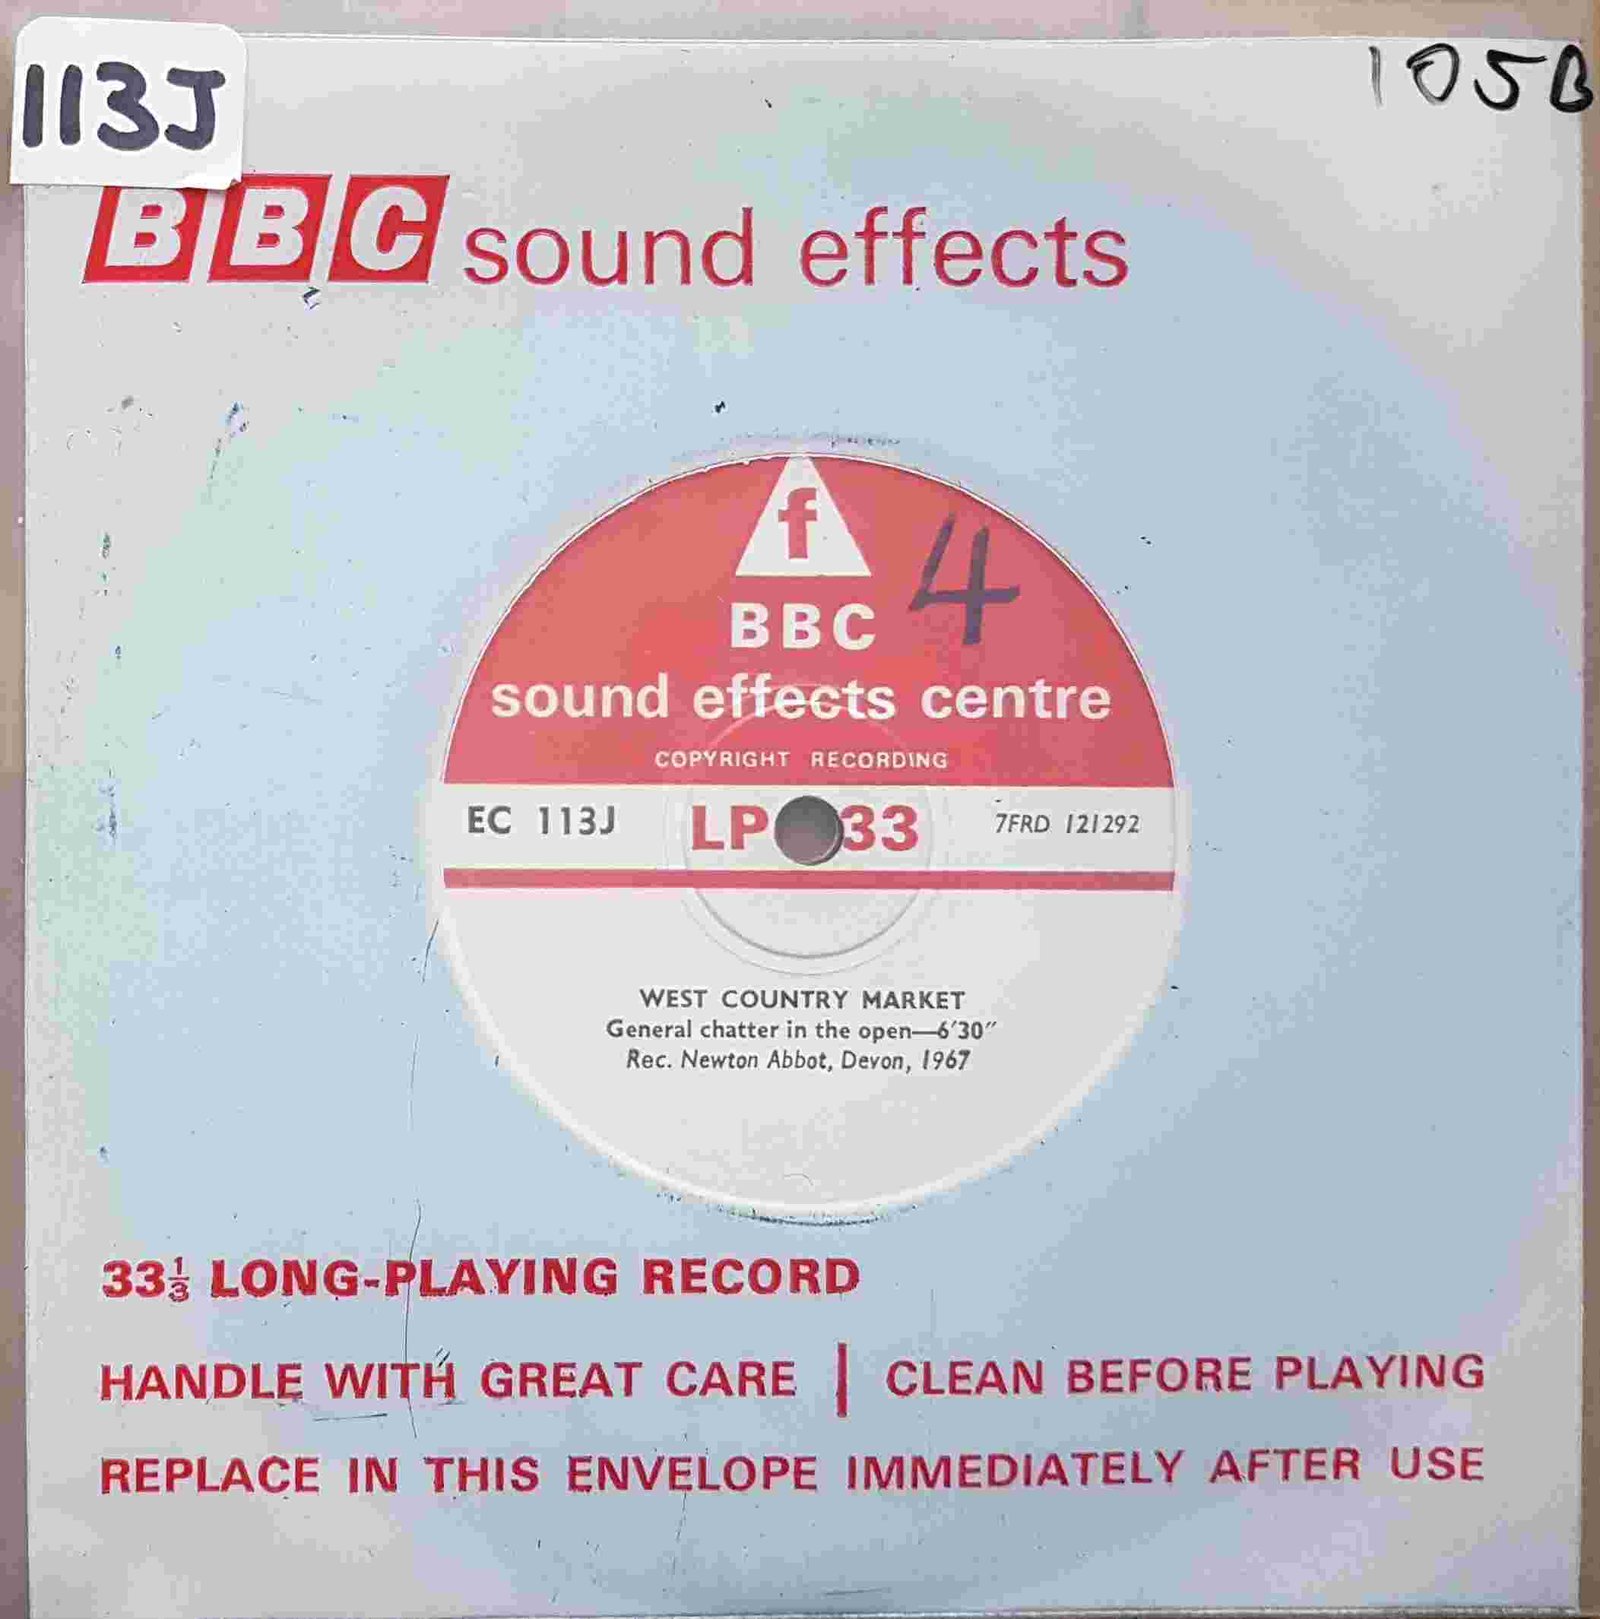 113J
105B
BBC sound effects
f
4
BBC
sound effects centre
COPYRIGHT RECORDING
EC 113J LP 33 7FRD 121292
WEST COUNTRY MARKET
General chatter in the open—6′30″
Rec. Newton Abbot, Devon, 1967
33⅓ LONG-PLAYING RECORD
HANDLE WITH GREAT CARE | CLEAN BEFORE PLAYING
REPLACE IN THIS ENVELOPE IMMEDIATELY AFTER USE